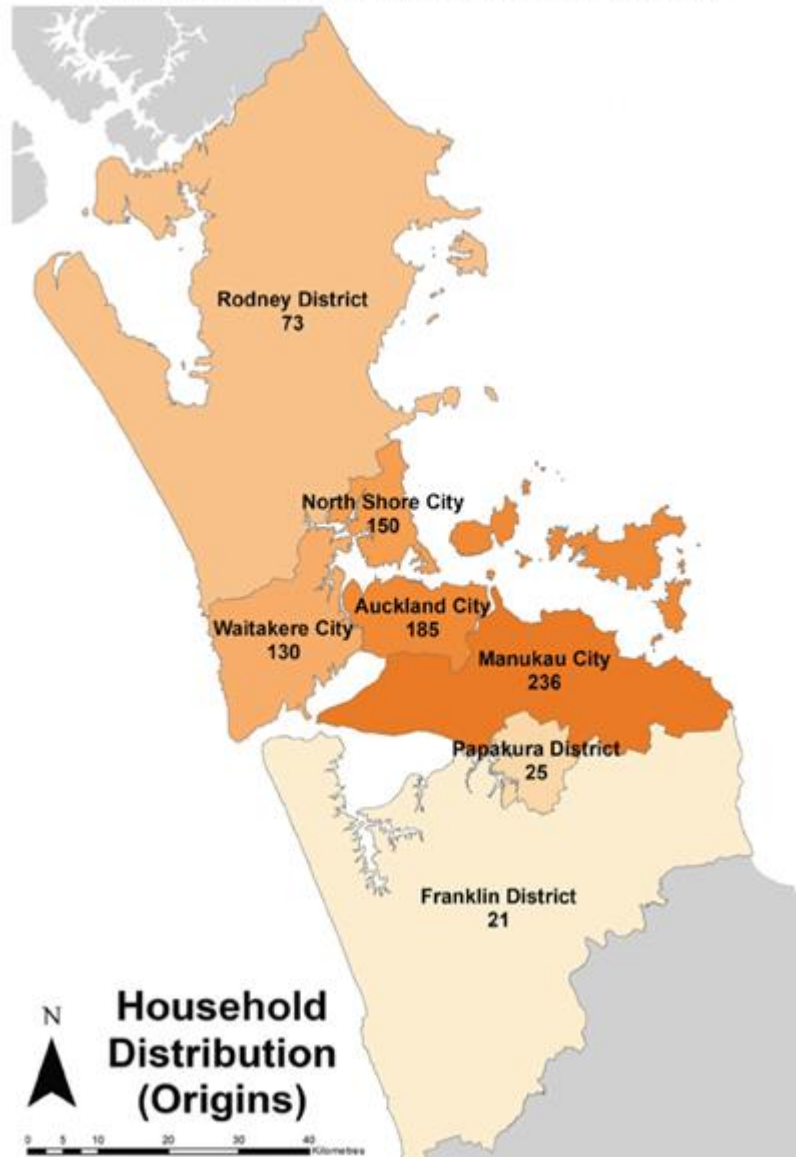 Rodney District
73
North Shore City
150
Auckland City
185
Waitakere City
130
Manukau City
236
Papakura District
25
Franklin District
21
N
Household
Distribution
(Origins)
0 5 10 20 30 40
Kilometres